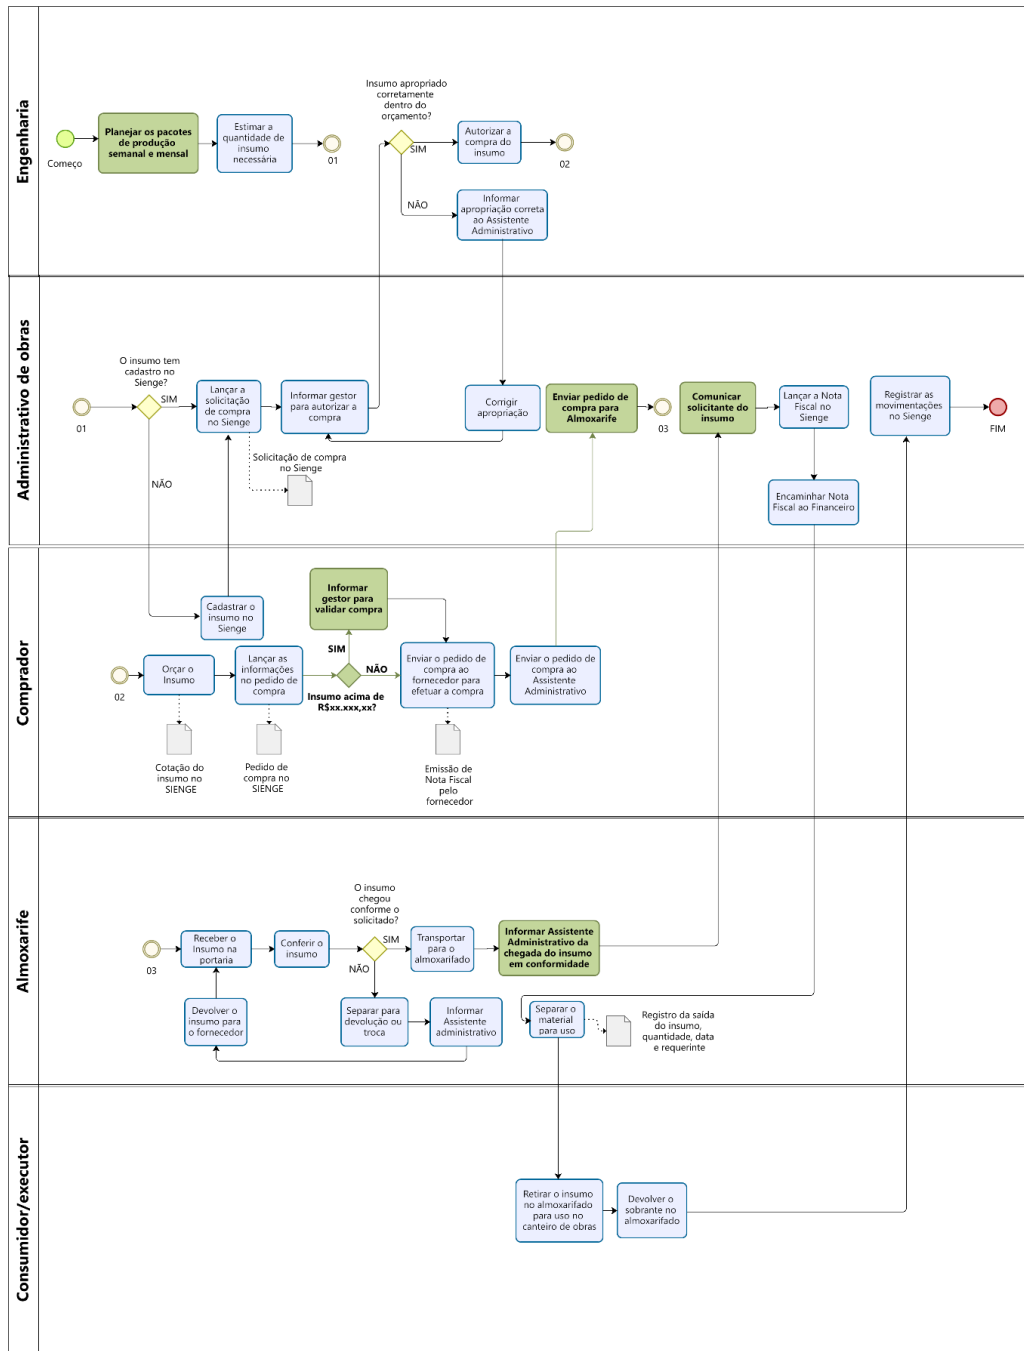 Engenharia
Começo
Planejar os pacotes
de produção
semanal e mensal
Estimar a
quantidade de
insumo
necessária
01
Insumo apropriado
corretamente
dentro do
orçamento?
SIM
NÃO
Autorizar a
compra do
insumo
02
Informar
apropriação correta
ao Assistente
Administrativo
Administrativo de obras
01
O insumo tem
cadastro no
Sienge?
SIM
NÃO
Lançar a
solicitação
de compra
no Sienge
Solicitação de compra
no Sienge
Informar gestor
para autorizar a
compra
Corrigir
apropriação
Enviar pedido de
compra para
Almoxarife
03
Comunicar
solicitante do
insumo
Lançar a Nota
Fiscal no
Sienge
Encaminhar Nota
Fiscal ao Financeiro
Registrar as
movimentações
no Sienge
FIM
Comprador
Cadastrar o
insumo no
Sienge
02
Orçar o
Insumo
Cotação do
insumo no
SIENGE
Lançar as
informações
no pedido de
compra
Pedido de
compra no
SIENGE
Informar
gestor para
validar compra
SIM
NÃO
Insumo acima de
R$xx.xxx,xx?
Enviar o pedido de
compra ao
fornecedor para
efetuar a compra
Emissão de
Nota Fiscal
pelo
fornecedor
Enviar o pedido de
compra ao
Assistente
Administrativo
Almoxarife
03
Receber o
Insumo na
portaria
Conferir o
insumo
O insumo
chegou
conforme o
solicitado?
SIM
NÃO
Transportar
para o
almoxarifado
Informar Assistente
Administrativo da
chegada do insumo
em conformidade
Devolver o
insumo para
o fornecedor
Separar para
devolução ou
troca
Informar
Assistente
administrativo
Separar o
material
para uso
Registro da saída
do insumo,
quantidade, data
e requerinte
Consumidor/executor
Retirar o insumo
no almoxarifado
para uso no
canteiro de obras
Devolver o
sobrante no
almoxarifado